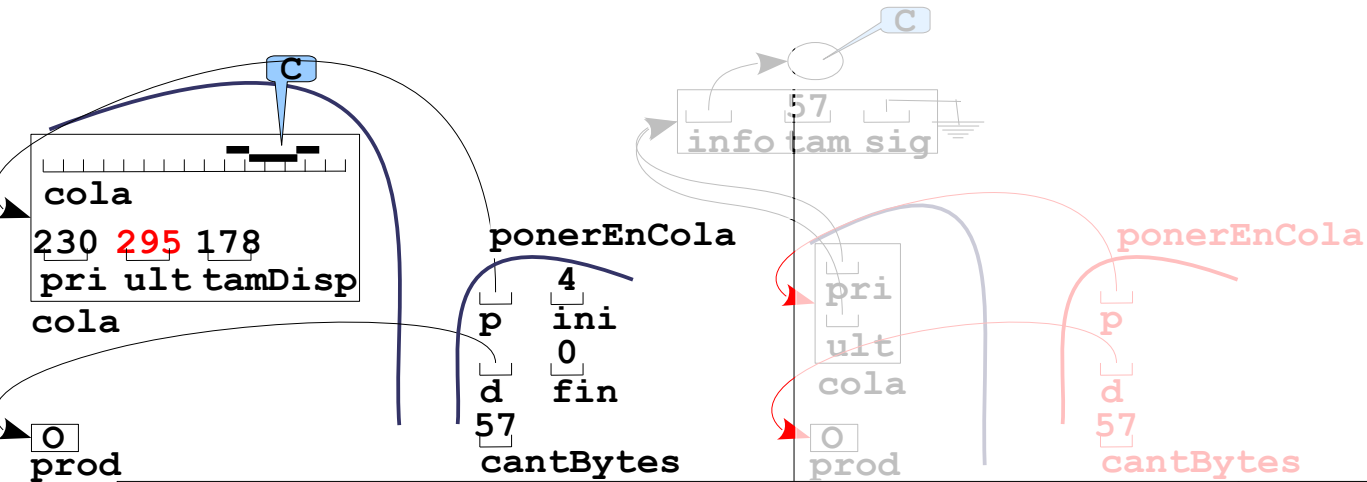 C
cola
230 295 178
pri ult tamDisp
cola
ponerEnCola
4
p ini
0
d fin
57
cantBytes
O
prod
C
57
info tam sig
pri
ult
cola
ponerEnCola
p
d
57
cantBytes
O
prod